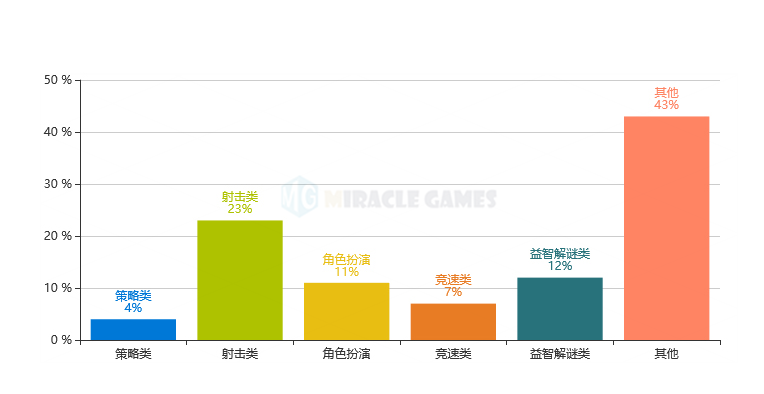 50 %
40 %
30 %
20 %
10 %
0 %
策略类
4%
射击类
23%
角色扮演
11%
竞速类
7%
益智解谜类
12%
其他
43%
MG MIRACLE GAMES
策略类
射击类
角色扮演
竞速类
益智解谜类
其他